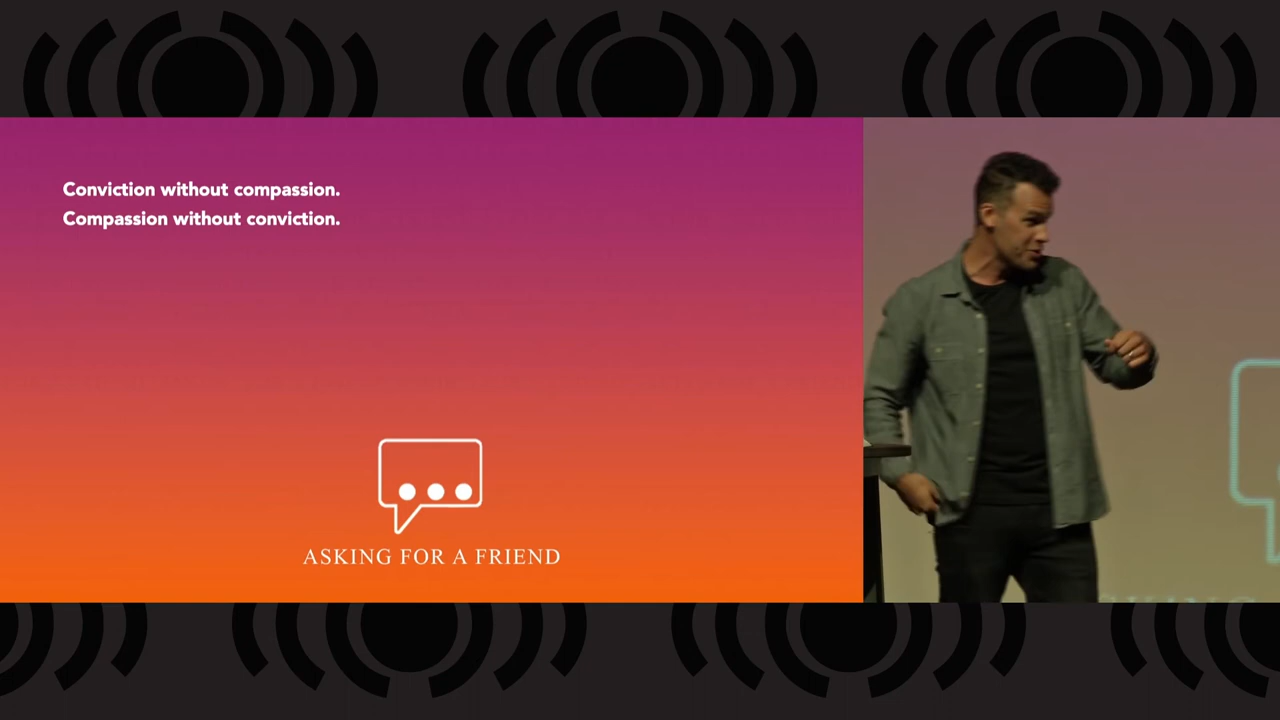 Conviction without compassion.
Compassion without conviction.
ASKING FOR A FRIEND